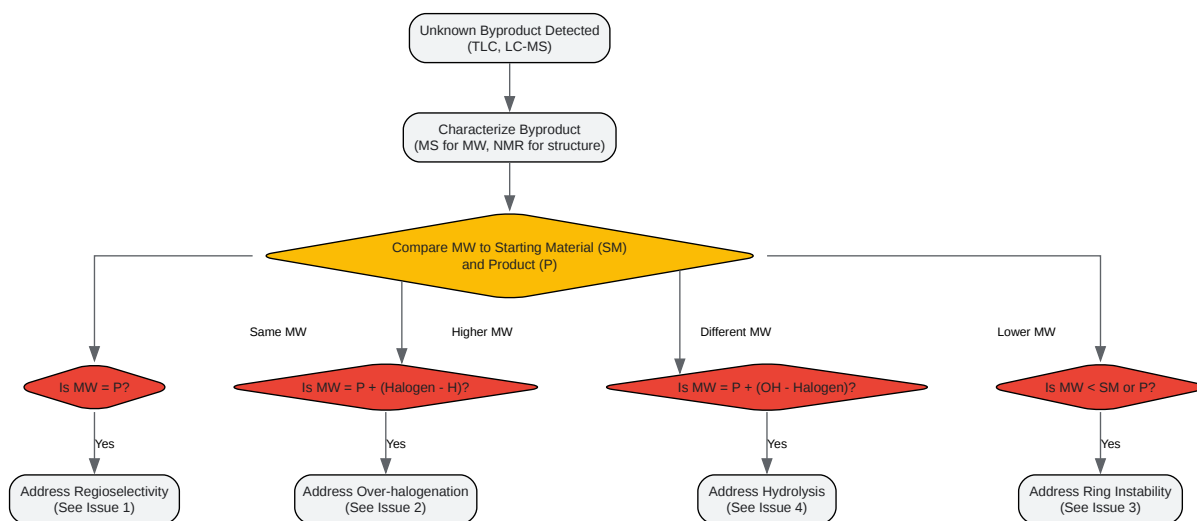 Unknown Byproduct Detected
(TLC, LC-MS)
Characterize Byproduct
(MS for MW, NMR for structure)
Compare MW to Starting Material (SM)
and Product (P)
Same MW
Higher MW
Different MW
Lower MW
Is MW = P?
Is MW = P + (Halogen - H)?
Is MW = P + (OH - Halogen)?
Is MW < SM or P?
Yes
Yes
Yes
Yes
Address Regioselectivity
(See Issue 1)
Address Over-halogenation
(See Issue 2)
Address Hydrolysis
(See Issue 4)
Address Ring Instability
(See Issue 3)